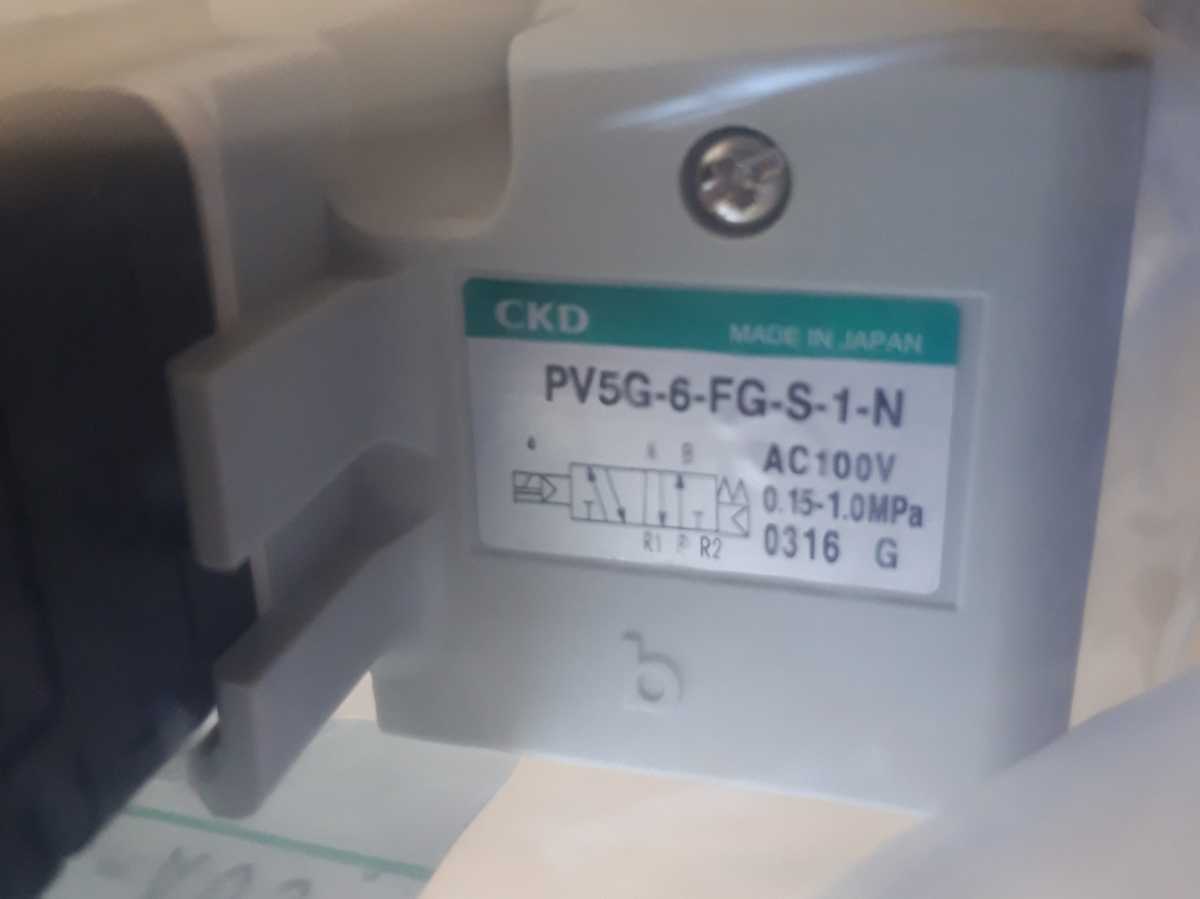 CKD
MADE IN JAPAN
PV5G-6-FG-S-1-N
A B
AC100V
0.15-1.0MPa
R1 P R2
0316 G
b